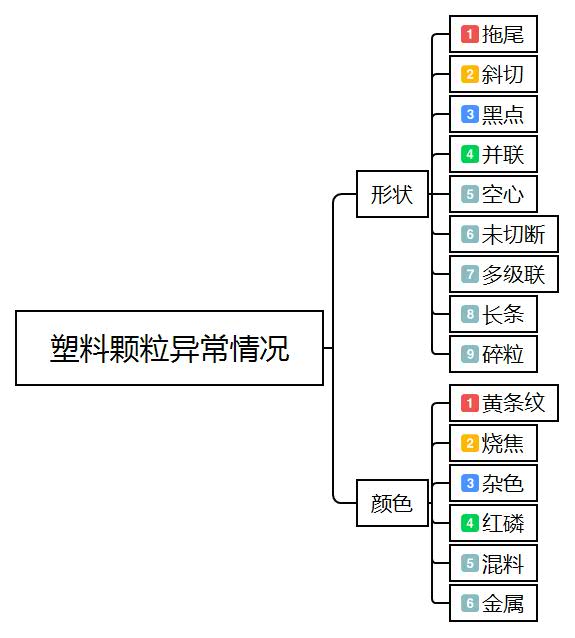 塑料颗粒异常情况
形状
1 拖尾
2 斜切
3 黑点
4 并联
5 空心
6 未切断
7 多级联
8 长条
9 碎粒
颜色
1 黄条纹
2 烧焦
3 杂色
4 红磷
5 混料
6 金属